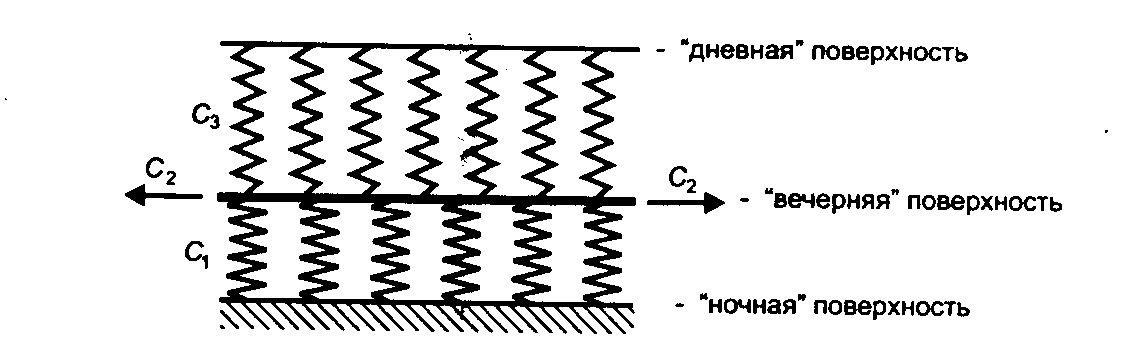 - "дневная" поверхность
C₃
C₂
C₂
- "вечерняя" поверхность
C₁
- "ночная" поверхность